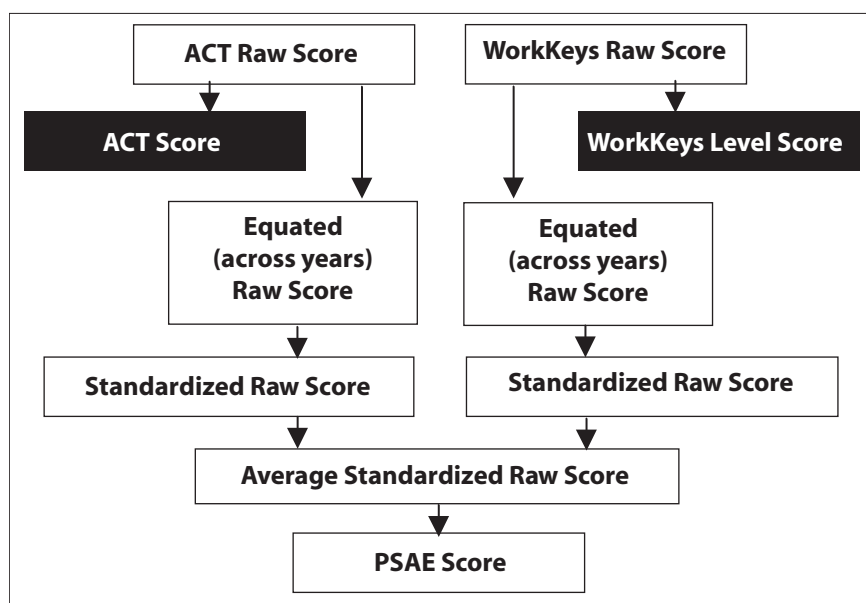 ACT Raw Score
WorkKeys Raw Score
ACT Score
WorkKeys Level Score
Equated
(across years)
Raw Score
Equated
(across years)
Raw Score
Standardized Raw Score
Standardized Raw Score
Average Standardized Raw Score
PSAE Score